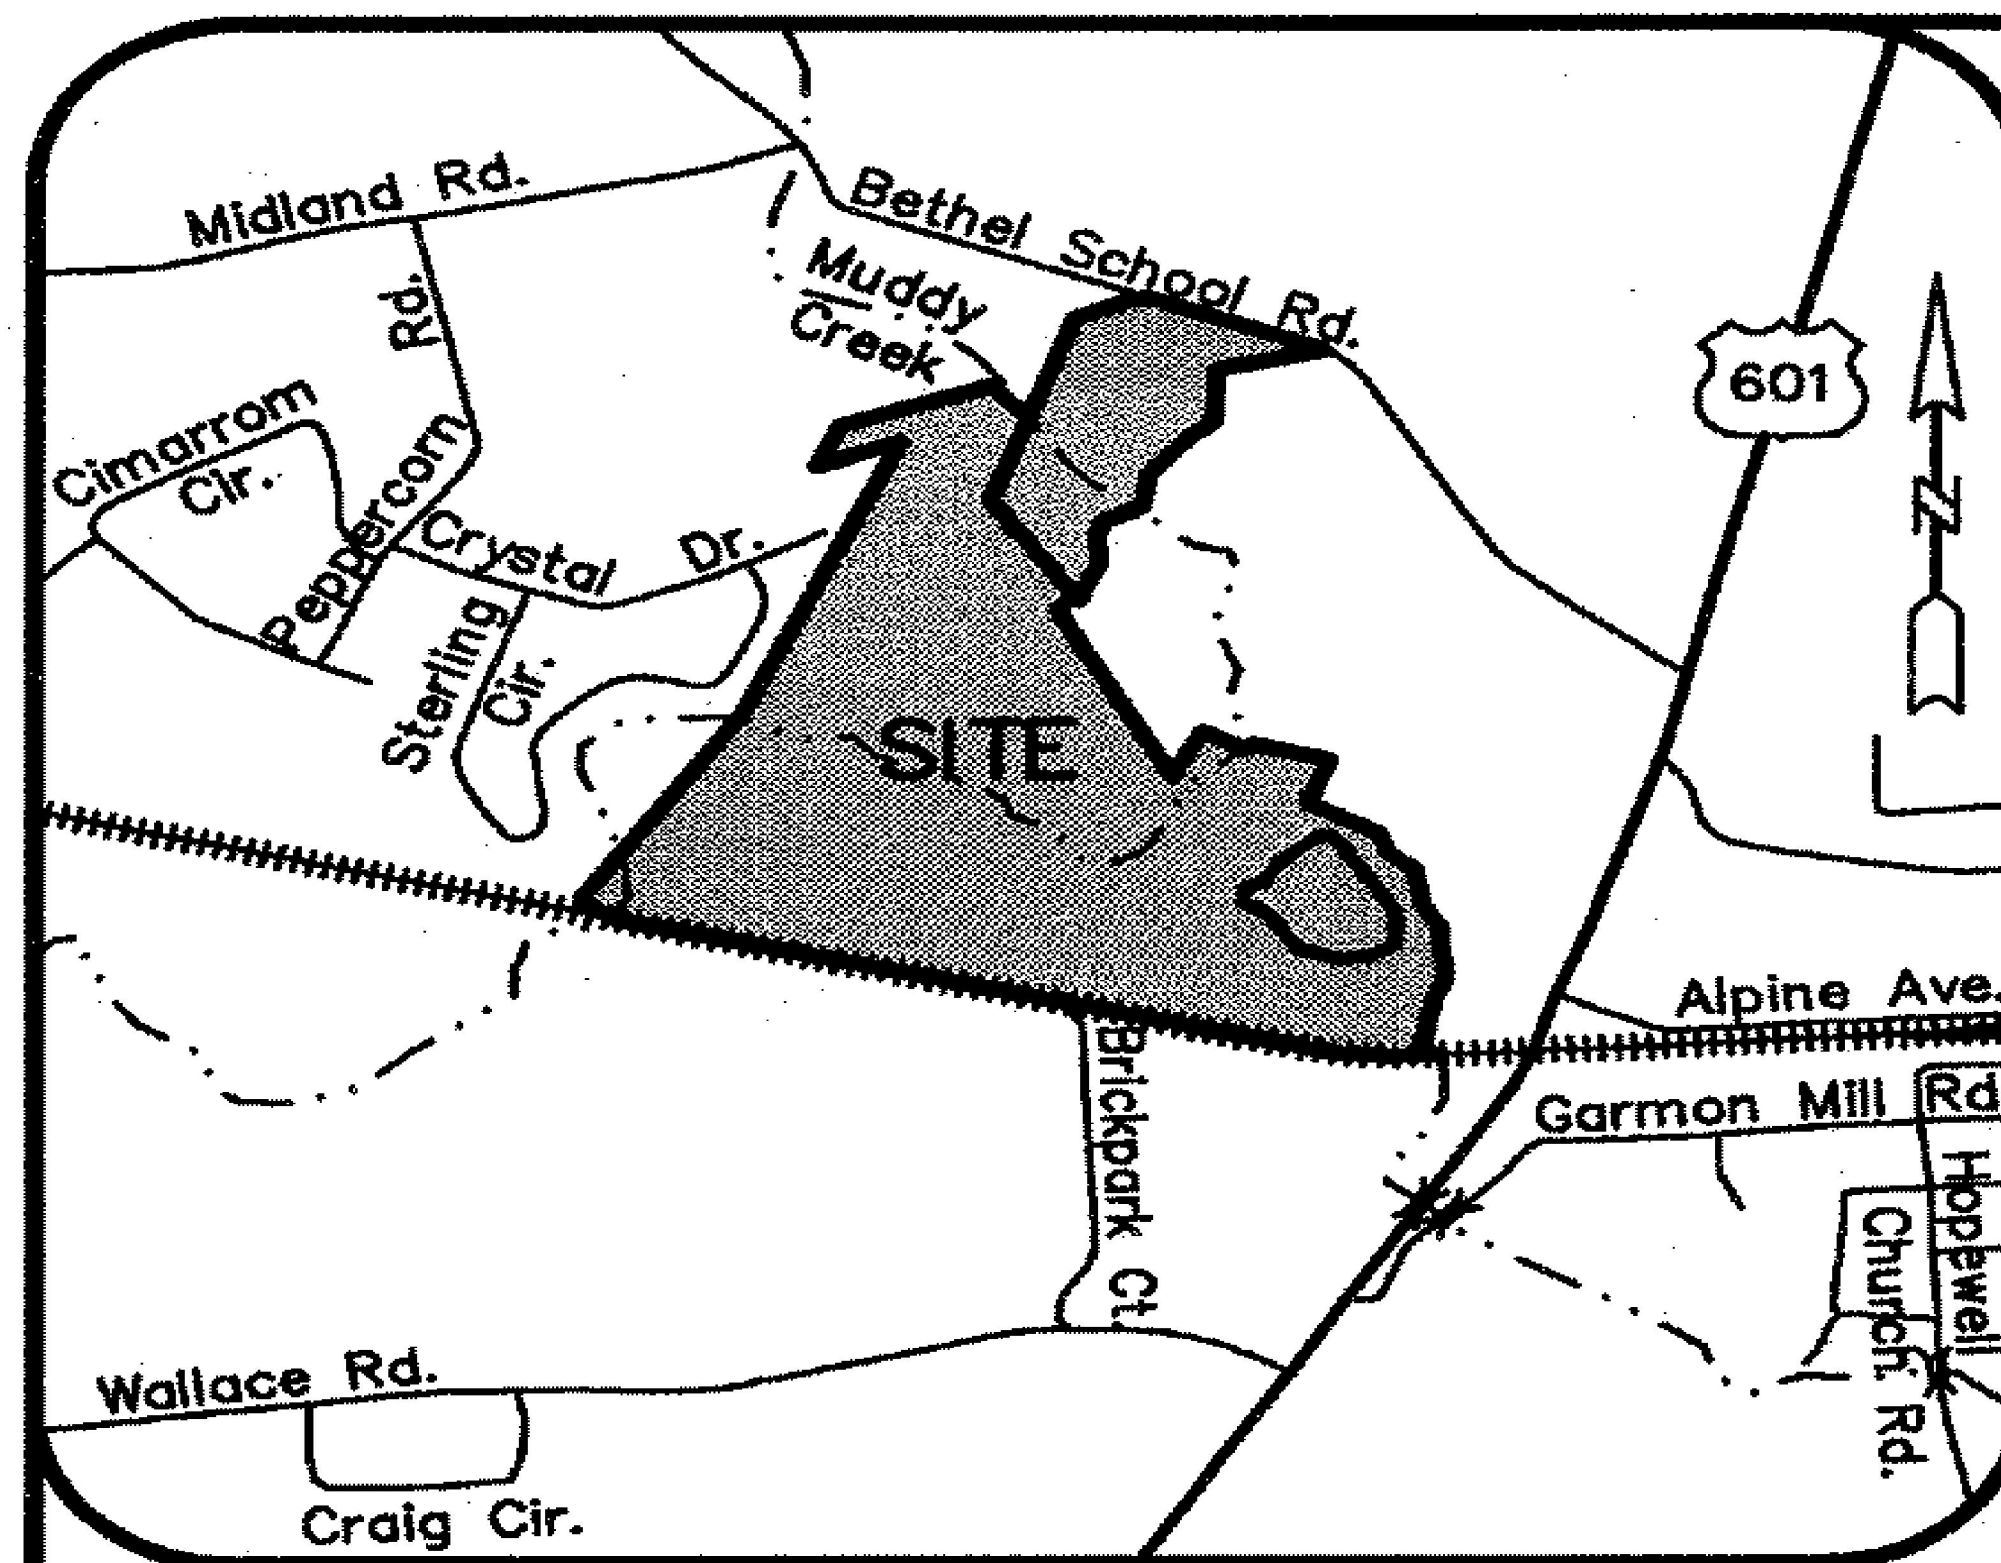 Midland Rd.
Bethel School Rd.
Muddy
Creek
601
N
Cimarrom
Cir.
Peppercorn Rd.
Crystal Dr.
Sterling
Cir.
SITE
Alpine Ave.
Garmon Mill Rd
Brickpark Ct.
Hopewell
Church Rd.
Wallace Rd.
Craig Cir.